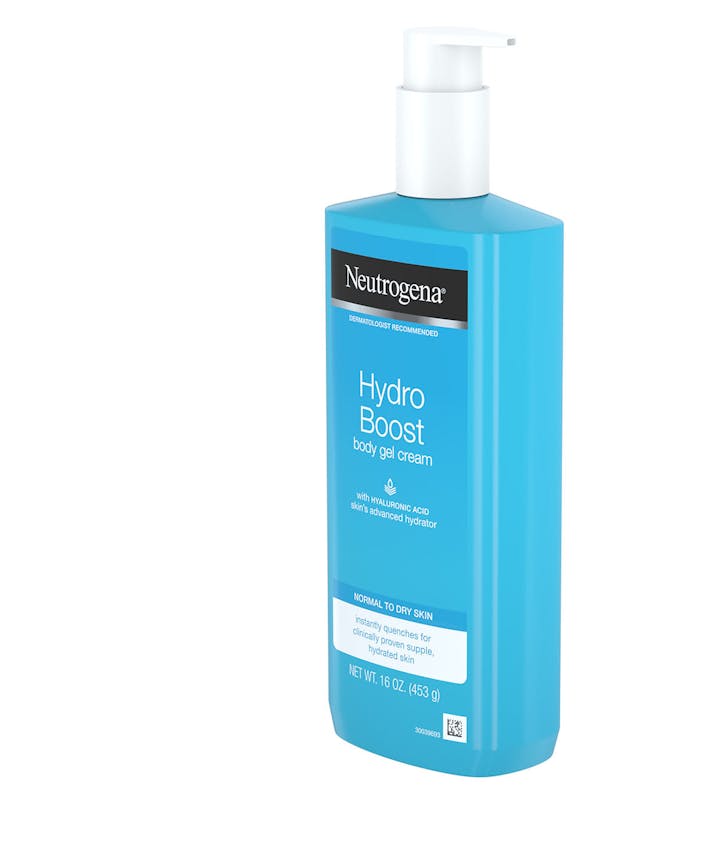 Neutrogena®
DERMATOLOGIST RECOMMENDED
Hydro
Boost
body gel cream
with HYALURONIC ACID
skin's advanced hydrator
NORMAL TO DRY SKIN
instantly quenches for
clinically proven supple,
hydrated skin
NET WT. 16 OZ. (453 g)
30039693